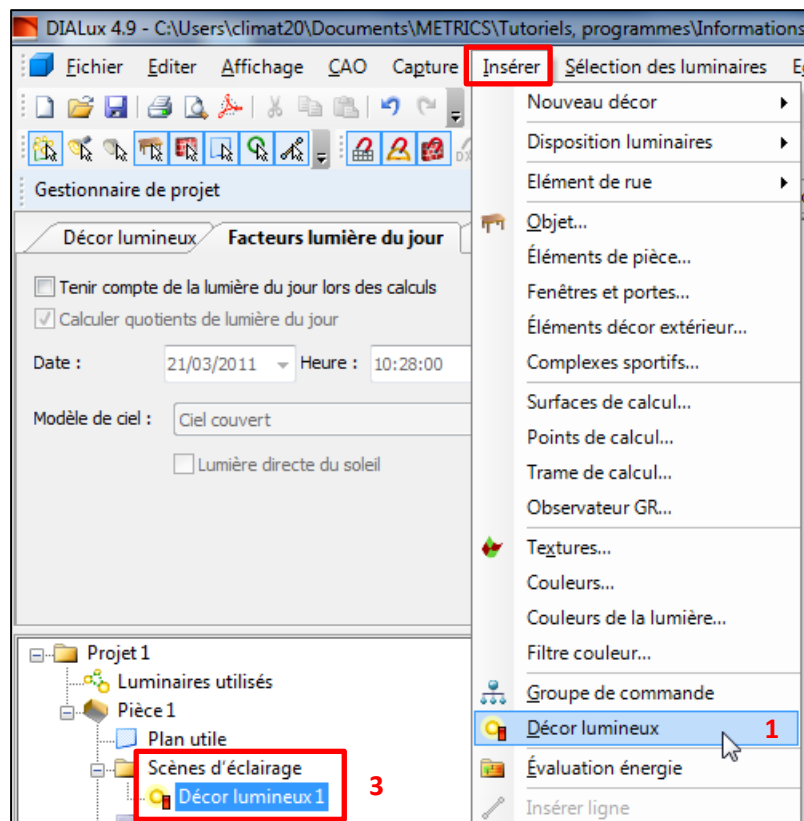 DIALux 4.9 - C:\Users\climat20\Documents\METRICS\Tutoriels, programmes\Informations
Fichier Editer Affichage CAO Capture Insérer Sélection des luminaires
Gestionnaire de projet
Décor lumineux Facteurs lumière du jour
Tenir compte de la lumière du jour lors des calculs
Calculer quotients de lumière du jour
Date : 21/03/2011 Heure : 10:28:00
Modèle de ciel : Ciel couvert
Lumière directe du soleil
Projet 1
Luminaires utilisés
Pièce 1
Plan utile
Scènes d'éclairage
Décor lumineux 1
3
Nouveau décor
Disposition luminaires
Elément de rue
Objet...
Éléments de pièce...
Fenêtres et portes...
Éléments décor extérieur...
Complexes sportifs...
Surfaces de calcul...
Points de calcul...
Trame de calcul...
Observateur GR...
Textures...
Couleurs...
Couleurs de la lumière...
Filtre couleur...
Groupe de commande
Décor lumineux 1
Évaluation énergie
Insérer ligne